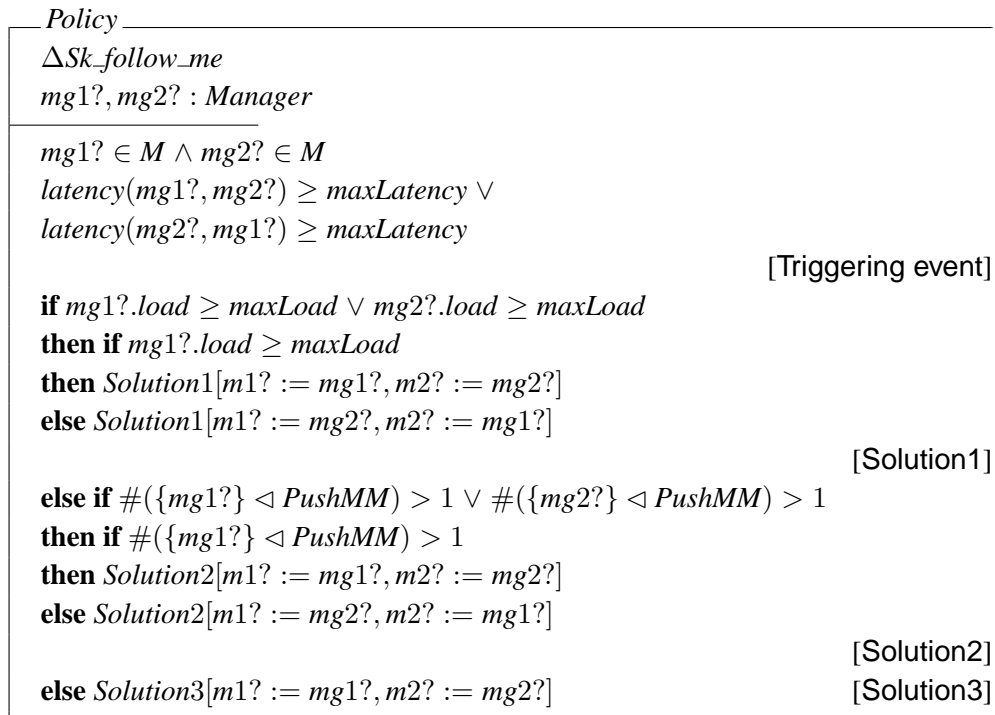 Policy
ΔSk_follow_me
mg1?, mg2? : Manager
mg1? ∈ M ∧ mg2? ∈ M
latency(mg1?, mg2?) ≥ maxLatency ∨
latency(mg2?, mg1?) ≥ maxLatency
[Triggering event]
if mg1?.load ≥ maxLoad ∨ mg2?.load ≥ maxLoad
then if mg1?.load ≥ maxLoad
then Solution1[m1? := mg1?, m2? := mg2?]
else Solution1[m1? := mg2?, m2? := mg1?]
[Solution1]
else if #({mg1?} ◁ PushMM) > 1 ∨ #({mg2?} ◁ PushMM) > 1
then if #({mg1?} ◁ PushMM) > 1
then Solution2[m1? := mg1?, m2? := mg2?]
else Solution2[m1? := mg2?, m2? := mg1?]
[Solution2]
else Solution3[m1? := mg1?, m2? := mg2?] [Solution3]